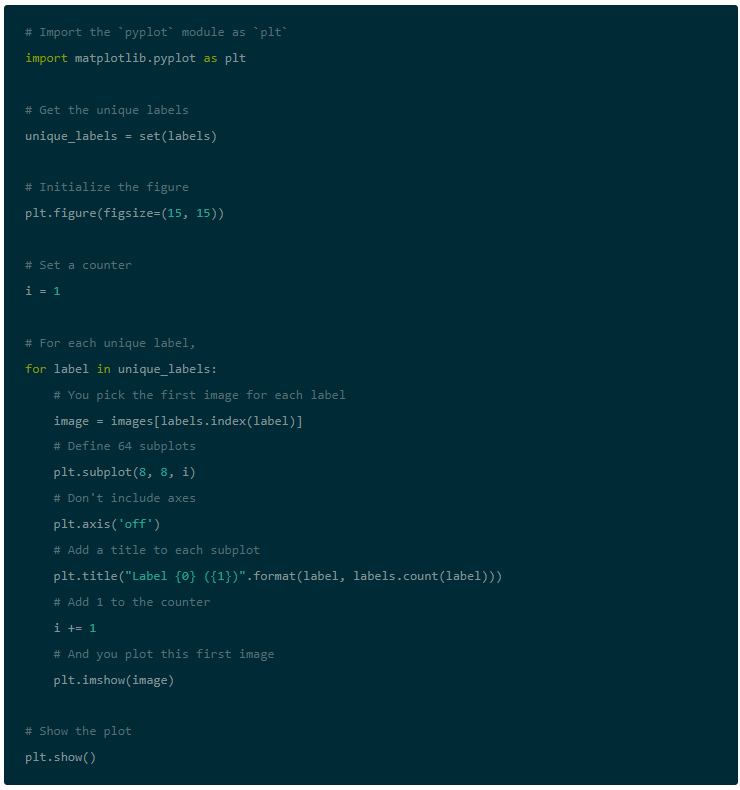 # Import the `pyplot` module as `plt`
import matplotlib.pyplot as plt
# Get the unique labels
unique_labels = set(labels)
# Initialize the figure
plt.figure(figsize=(15, 15))
# Set a counter
i = 1
# For each unique label,
for label in unique_labels:
    # You pick the first image for each label
    image = images[labels.index(label)]
    # Define 64 subplots
    plt.subplot(8, 8, i)
    # Don't include axes
    plt.axis('off')
    # Add a title to each subplot
    plt.title("Label {0} ({1})".format(label, labels.count(label)))
    # Add 1 to the counter
    i += 1
    # And you plot this first image
    plt.imshow(image)
# Show the plot
plt.show()